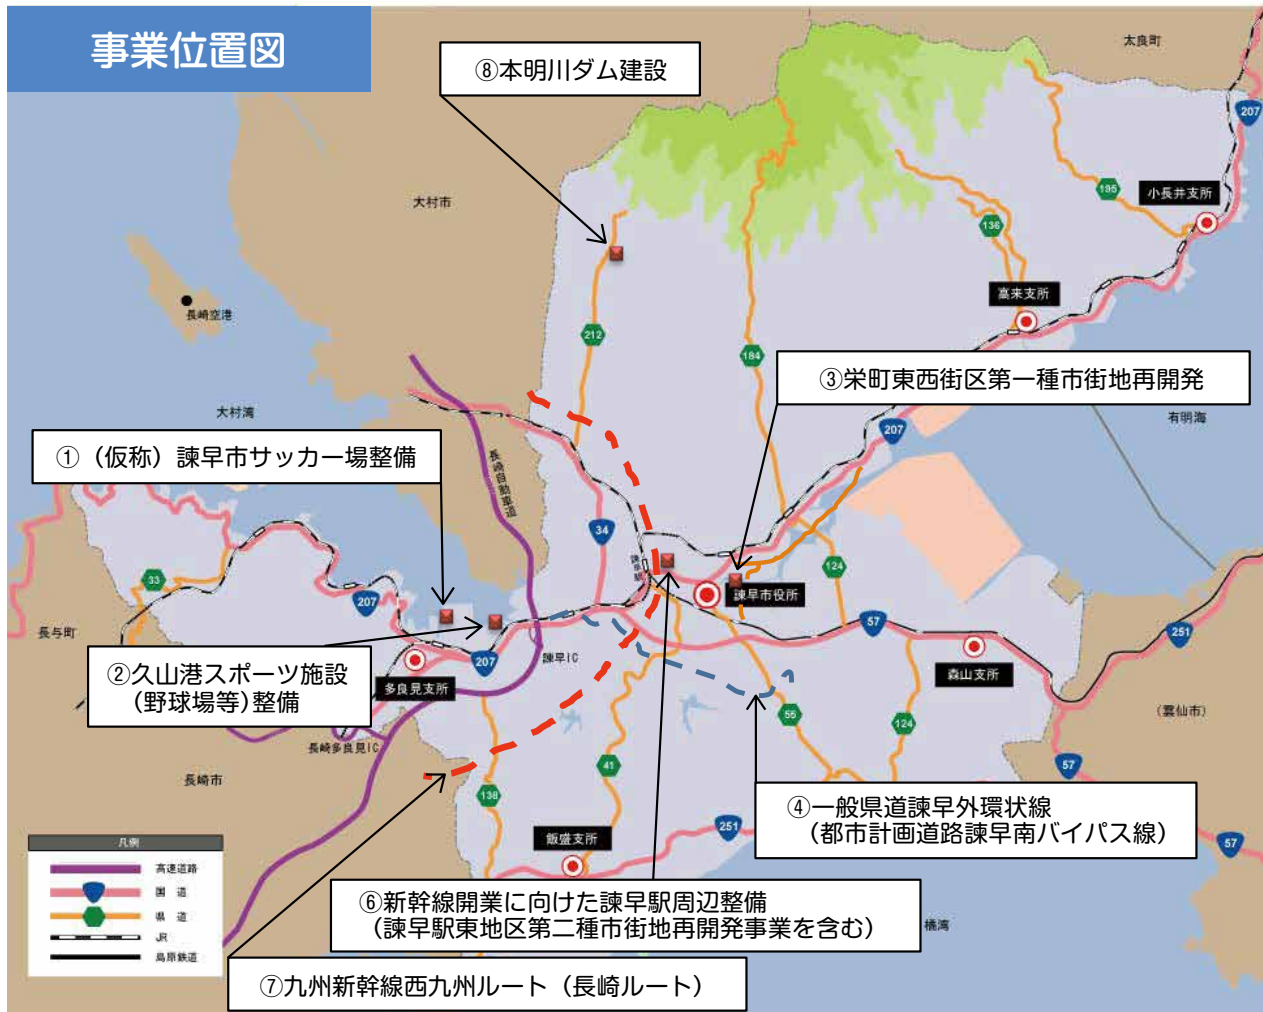 事業位置図
⑧本明川ダム建設
太良町
207
大村市
195
小長井支所
136
長崎空港
高来支所
212
184
③栄町東西街区第一種市街地再開発
大村湾
有明海
207
①（仮称）諫早市サッカー場整備
長崎自動車道
34
諫早駅
124
33
207
諫早市役所
57
長与町
251
②久山港スポーツ施設
（野球場等）整備
207
諫早IC
多良見支所
森山支所
55
124
（雲仙市）
長崎多良見IC
長崎市
41
57
138
④一般県道諫早外環状線
（都市計画道路諫早南バイパス線）
251
57
飯盛支所
凡例
高速道路
国道
県道
JR
島原鉄道
⑥新幹線開業に向けた諫早駅周辺整備
（諫早駅東地区第二種市街地再開発事業を含む）
橘湾
⑦九州新幹線西九州ルート（長崎ルート）